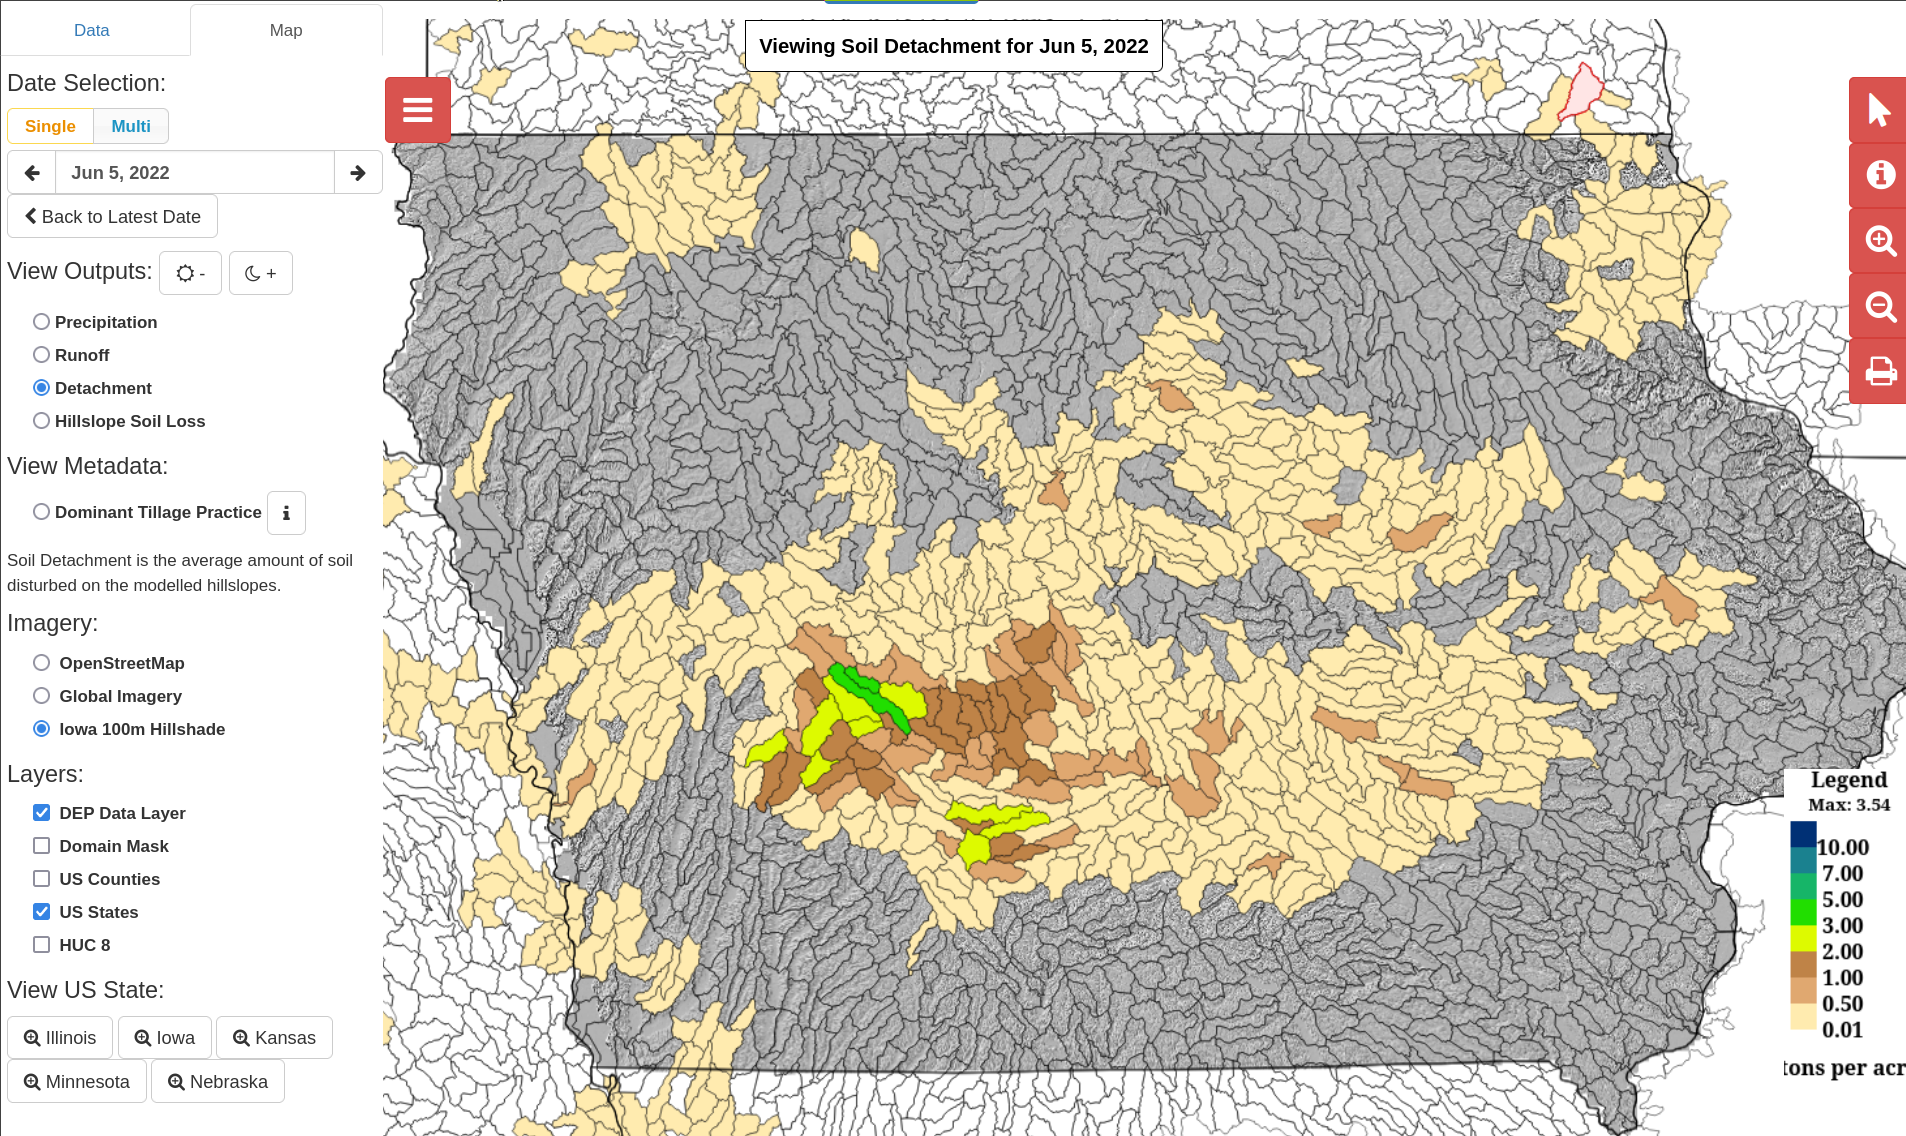 Data
Map
Viewing Soil Detachment for Jun 5, 2022
Date Selection:
Single
Multi
Jun 5, 2022
Back to Latest Date
View Outputs:
-
+
Precipitation
Runoff
Detachment
Hillslope Soil Loss
View Metadata:
Dominant Tillage Practice
Soil Detachment is the average amount of soil
disturbed on the modelled hillslopes.
Imagery:
OpenStreetMap
Global Imagery
Iowa 100m Hillshade
Layers:
DEP Data Layer
Domain Mask
US Counties
US States
HUC 8
View US State:
Illinois
Iowa
Kansas
Minnesota
Nebraska
Legend
Max: 3.54
10.00
7.00
5.00
3.00
2.00
1.00
0.50
0.01
tons per acr